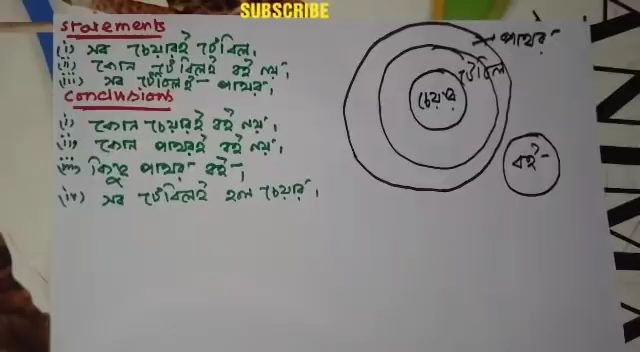 SUBSCRIBE
Statements
(i) সব চেয়ারই টেবিল।
(ii) কোন টেবিলই বই নয়।
(iii) সব টেবিলই পাথর।
Conclusions
(i) কোন চেয়ারই বই নয়।
(ii) কোন পাথরই বই নয়।
(iii) কিছু পাথর বই।
(iv) সব টেবিলই হল চেয়ার।
পাথর
টেবিল
চেয়ার
বই